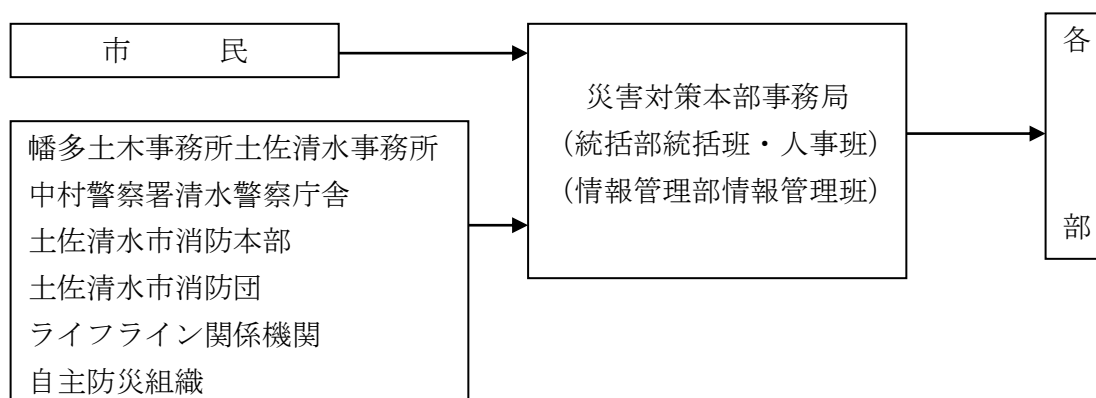 市　民
幡多土木事務所土佐清水事務所
中村警察署清水警察庁舎
土佐清水市消防本部
土佐清水市消防団
ライフライン関係機関
自主防災組織
災害対策本部事務局
(統括部統括班・人事班)
(情報管理部情報管理班)
各
部